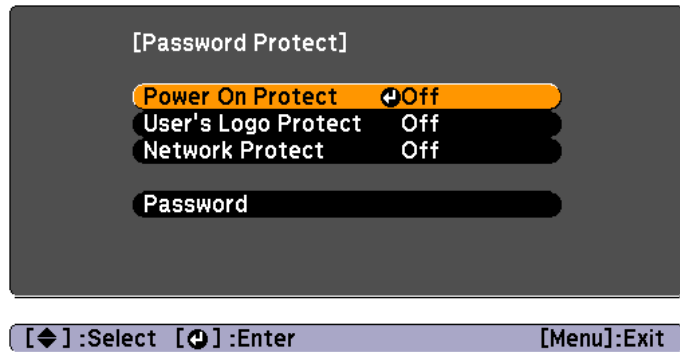 [Password Protect]
Power On Protect Off
User's Logo Protect Off
Network Protect Off
Password
[◆] :Select [↵] :Enter [Menu]:Exit